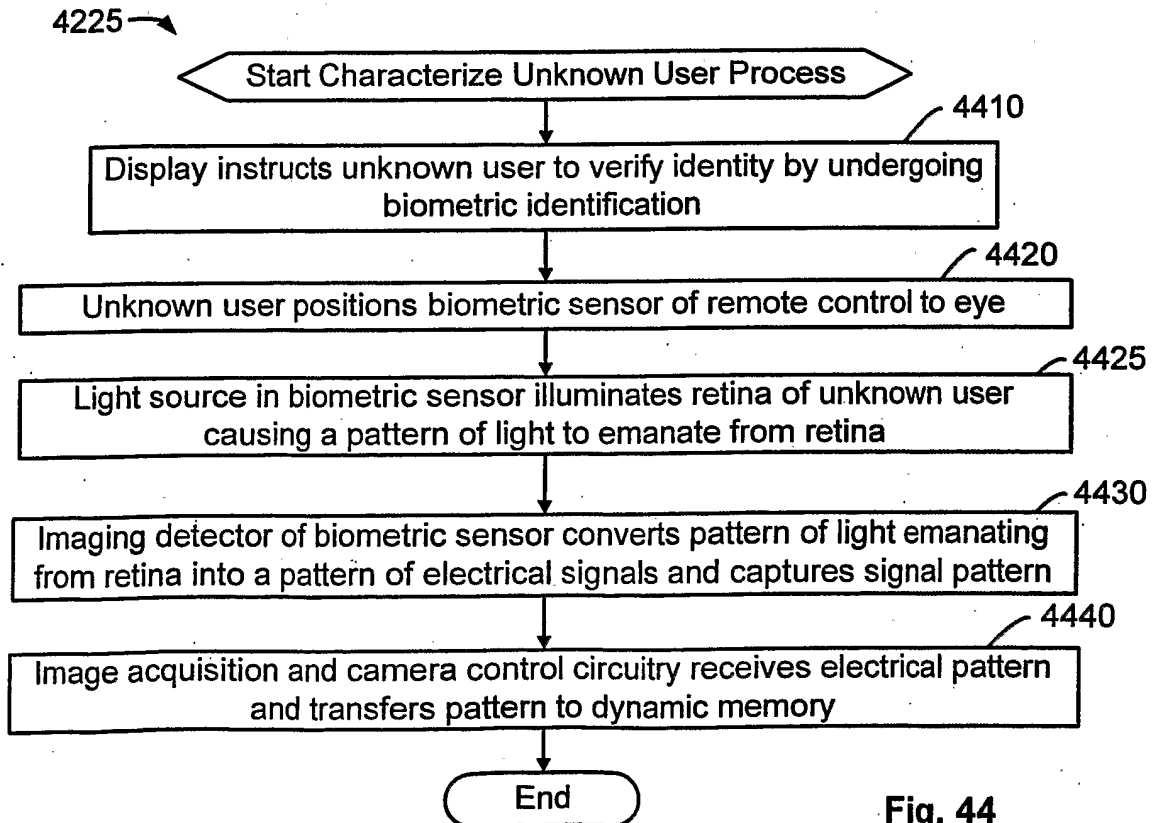 4225
Start Characterize Unknown User Process
4410
Display instructs unknown user to verify identity by undergoing
biometric identification
4420
Unknown user positions biometric sensor of remote control to eye
4425
Light source in biometric sensor illuminates retina of unknown user
causing a pattern of light to emanate from retina
4430
Imaging detector of biometric sensor converts pattern of light emanating
from retina into a pattern of electrical signals and captures signal pattern
4440
Image acquisition and camera control circuitry receives electrical pattern
and transfers pattern to dynamic memory
End
Fig. 44